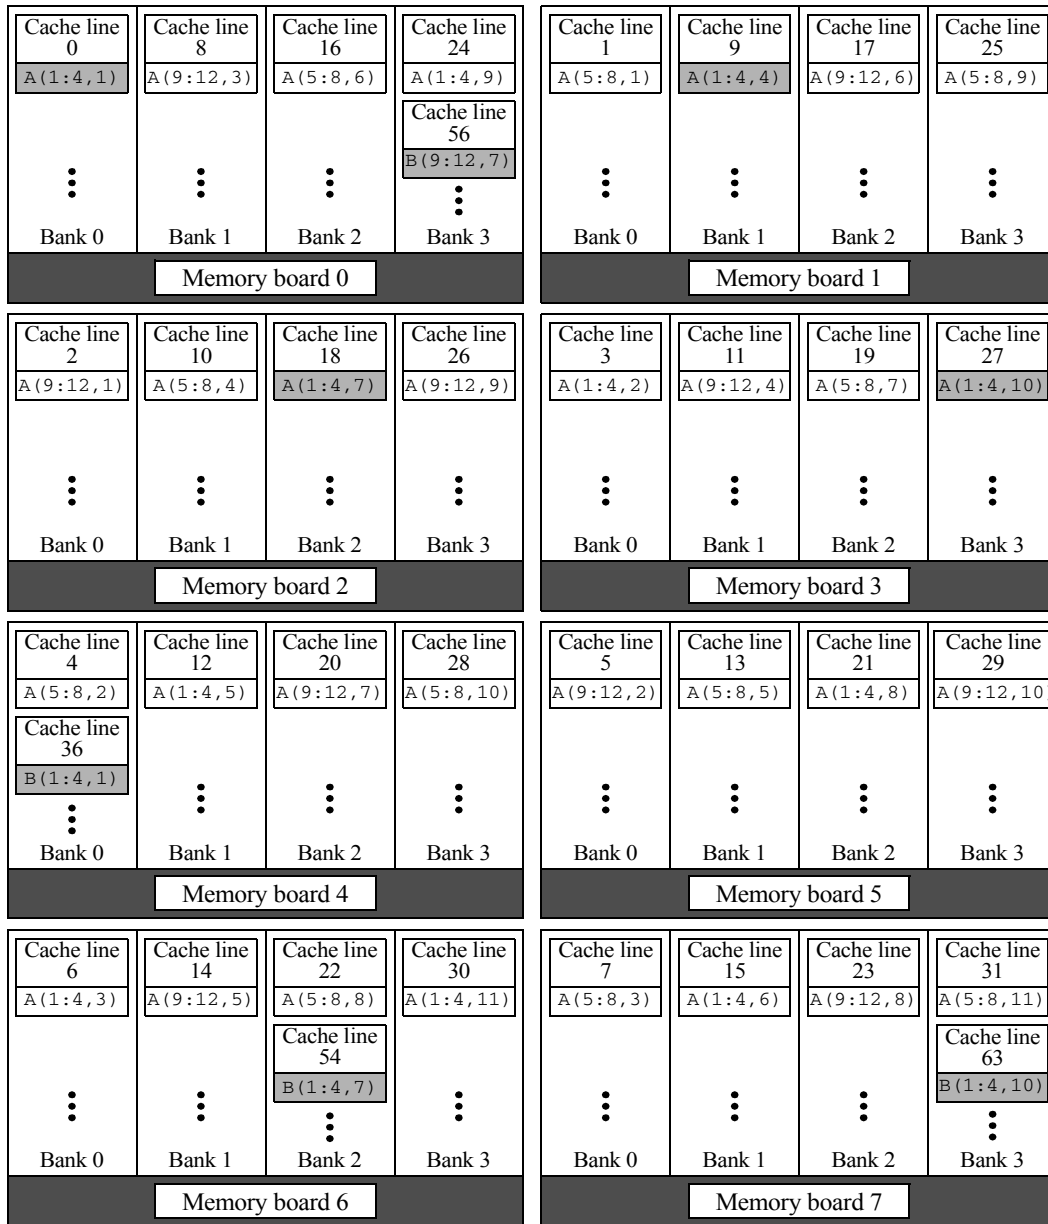 Cache line
0
A(1:4,1)
Cache line
8
A(9:12,3)
Cache line
16
A(5:8,6)
Cache line
24
A(1:4,9)
Cache line
56
B(9:12,7)
Bank 0
Bank 1
Bank 2
Bank 3
Memory board 0
Cache line
1
A(5:8,1)
Cache line
9
A(1:4,4)
Cache line
17
A(9:12,6)
Cache line
25
A(5:8,9)
Bank 0
Bank 1
Bank 2
Bank 3
Memory board 1
Cache line
2
A(9:12,1)
Cache line
10
A(5:8,4)
Cache line
18
A(1:4,7)
Cache line
26
A(9:12,9)
Bank 0
Bank 1
Bank 2
Bank 3
Memory board 2
Cache line
3
A(1:4,2)
Cache line
11
A(9:12,4)
Cache line
19
A(5:8,7)
Cache line
27
A(1:4,10)
Bank 0
Bank 1
Bank 2
Bank 3
Memory board 3
Cache line
4
A(5:8,2)
Cache line
36
B(1:4,1)
Cache line
12
A(1:4,5)
Cache line
20
A(9:12,7)
Cache line
28
A(5:8,10)
Bank 0
Bank 1
Bank 2
Bank 3
Memory board 4
Cache line
5
A(9:12,2)
Cache line
13
A(5:8,5)
Cache line
21
A(1:4,8)
Cache line
29
A(9:12,10)
Bank 0
Bank 1
Bank 2
Bank 3
Memory board 5
Cache line
6
A(1:4,3)
Cache line
14
A(9:12,5)
Cache line
22
A(5:8,8)
Cache line
54
B(1:4,7)
Cache line
30
A(1:4,11)
Bank 0
Bank 1
Bank 2
Bank 3
Memory board 6
Cache line
7
A(5:8,3)
Cache line
15
A(1:4,6)
Cache line
23
A(9:12,8)
Cache line
31
A(5:8,11)
Cache line
63
B(1:4,10)
Bank 0
Bank 1
Bank 2
Bank 3
Memory board 7